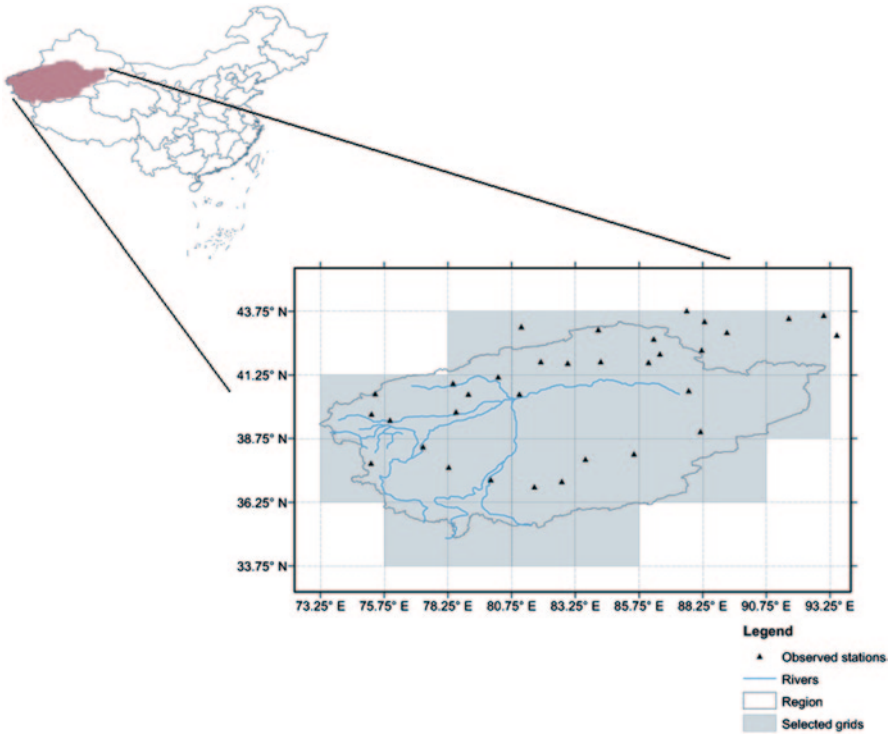 43.75° N
41.25° N
38.75° N
36.25° N
33.75° N
73.25° E 75.75° E 78.25° E 80.75° E 83.25° E 85.75° E 88.25° E 90.75° E 93.25° E
Legend
Observed stations
Rivers
Region
Selected grids